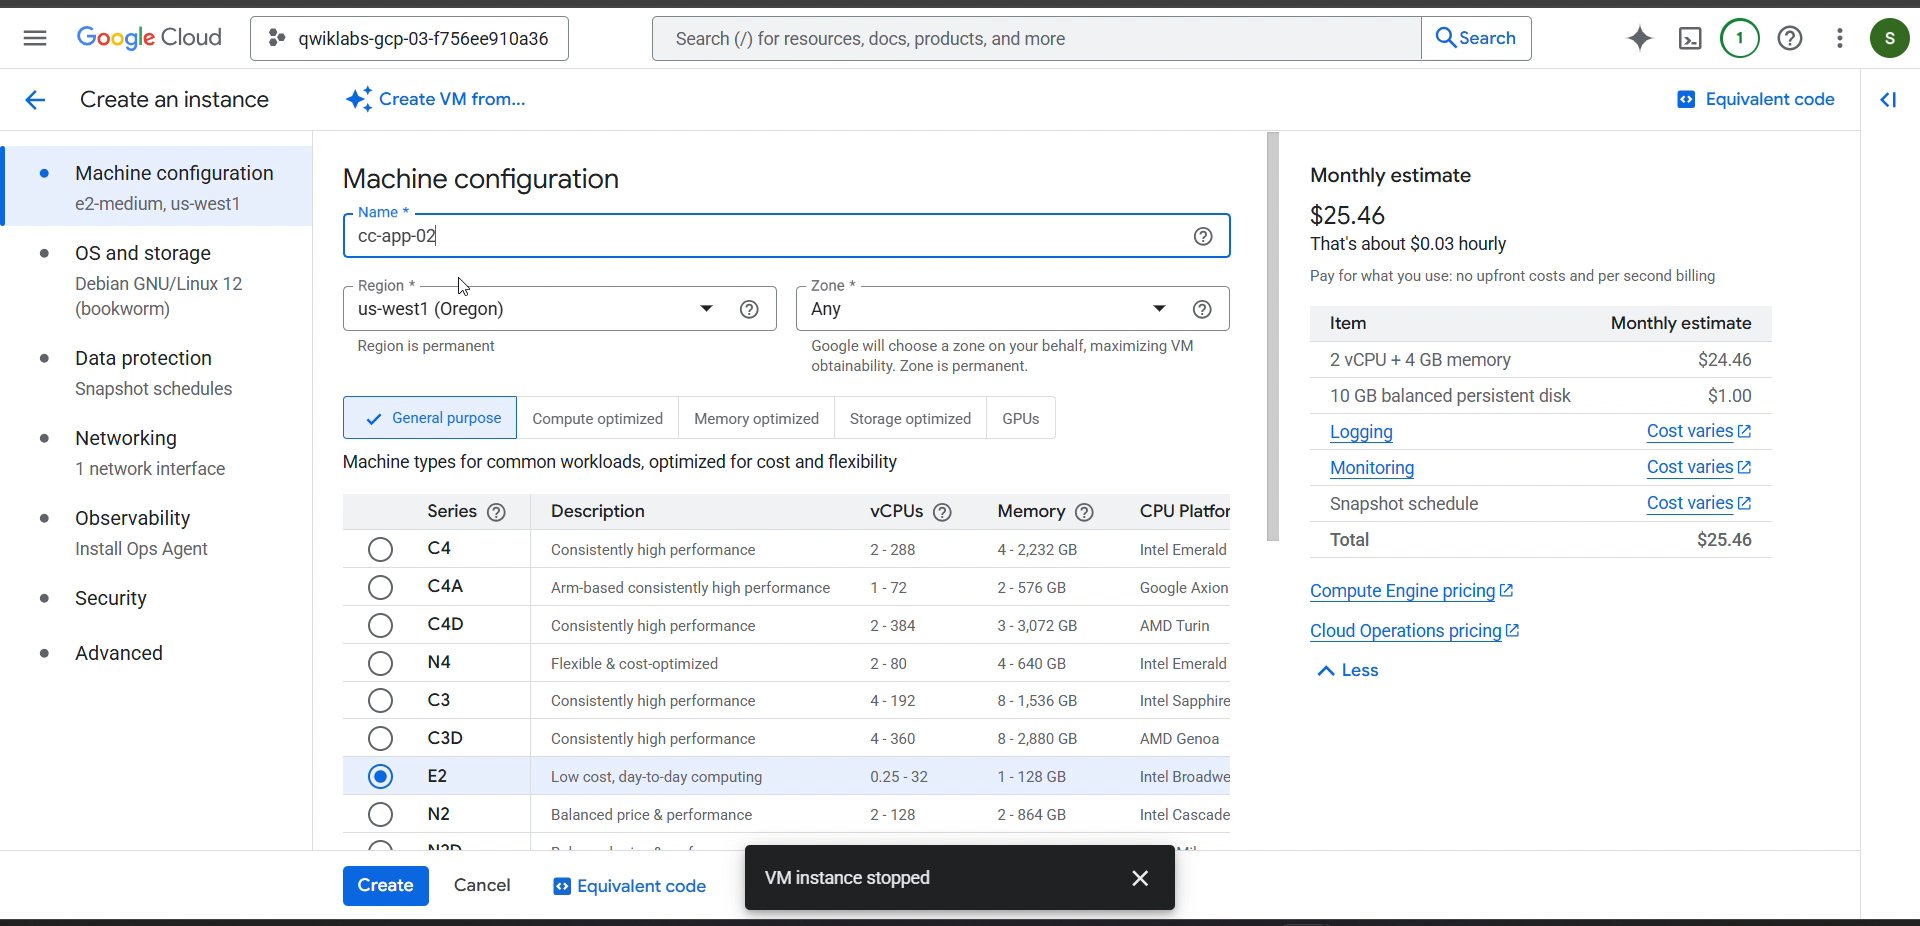 Google Cloud
qwiklabs-gcp-03-f756ee910a36
Search (/) for resources, docs, products, and more
Search
1
S
Create an instance
Create VM from...
Equivalent code
Machine configuration
e2-medium, us-west1
OS and storage
Debian GNU/Linux 12
(bookworm)
Data protection
Snapshot schedules
Networking
1 network interface
Observability
Install Ops Agent
Security
Advanced
Machine configuration
Name *
cc-app-02
Region *
us-west1 (Oregon)
Region is permanent
Zone *
Any
Google will choose a zone on your behalf, maximizing VM
obtainability. Zone is permanent.
General purpose
Compute optimized
Memory optimized
Storage optimized
GPUs
Machine types for common workloads, optimized for cost and flexibility
Series Description vCPUs Memory CPU Platfor
C4 Consistently high performance 2 - 288 4 - 2,232 GB Intel Emerald
C4A Arm-based consistently high performance 1 - 72 2 - 576 GB Google Axion
C4D Consistently high performance 2 - 384 3 - 3,072 GB AMD Turin
N4 Flexible & cost-optimized 2 - 80 4 - 640 GB Intel Emerald
C3 Consistently high performance 4 - 192 8 - 1,536 GB Intel Sapphire
C3D Consistently high performance 4 - 360 8 - 2,880 GB AMD Genoa
E2 Low cost, day-to-day computing 0.25 - 32 1 - 128 GB Intel Broadwe
N2 Balanced price & performance 2 - 128 2 - 864 GB Intel Cascade
Create
Cancel
Equivalent code
VM instance stopped
Monthly estimate
$25.46
That's about $0.03 hourly
Pay for what you use: no upfront costs and per second billing
Item Monthly estimate
2 vCPU + 4 GB memory $24.46
10 GB balanced persistent disk $1.00
Logging Cost varies
Monitoring Cost varies
Snapshot schedule Cost varies
Total $25.46
Compute Engine pricing
Cloud Operations pricing
Less